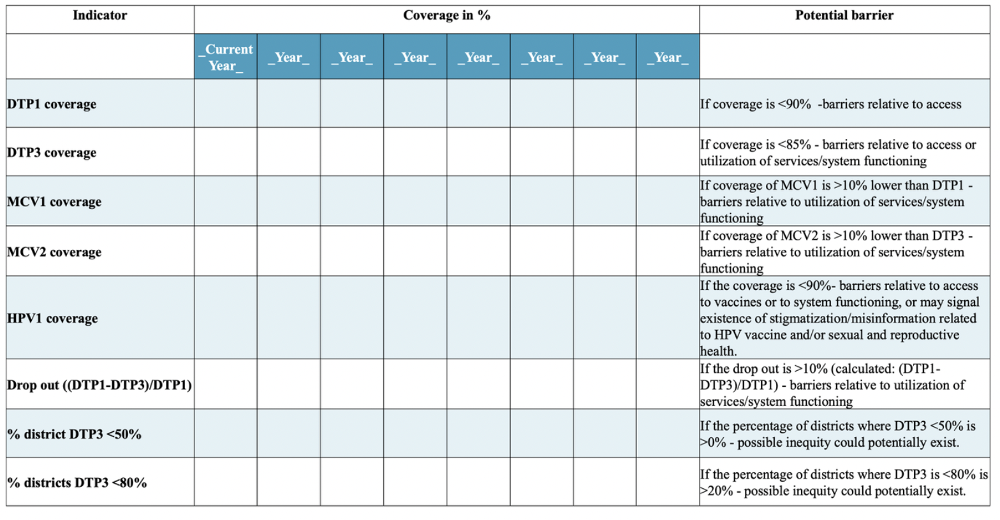 Indicator
Coverage in %
Potential barrier
_Current
Year_
_Year_
_Year_
_Year_
_Year_
_Year_
_Year_
_Year_
DTP1 coverage
If coverage is <90%  -barriers relative to access
DTP3 coverage
If coverage is <85% - barriers relative to access or
utilization of services/system functioning
MCV1 coverage
If coverage of MCV1 is >10% lower than DTP1 -
barriers relative to utilization of services/system
functioning
MCV2 coverage
If coverage of MCV2 is >10% lower than DTP3 -
barriers relative to utilization of services/system
functioning
HPV1 coverage
If the coverage is <90%- barriers relative to access
to vaccines or to system functioning, or may signal
existence of stigmatization/misinformation related
to HPV vaccine and/or sexual and reproductive
health.
Drop out ((DTP1-DTP3)/DTP1)
If the drop out is >10% (calculated: (DTP1-
DTP3)/DTP1) - barriers relative to utilization of
services/system functioning
% district DTP3 <50%
If the percentage of districts where DTP3 <50% is
>0% - possible inequity could potentially exist.
% districts DTP3 <80%
If the percentage of districts where DTP3 is <80% is
>20% - possible inequity could potentially exist.